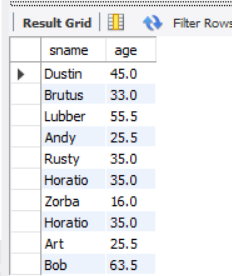 Result Grid Filter Rows
sname age
Dustin 45.0
Brutus 33.0
Lubber 55.5
Andy 25.5
Rusty 35.0
Horatio 35.0
Zorba 16.0
Horatio 35.0
Art 25.5
Bob 63.5